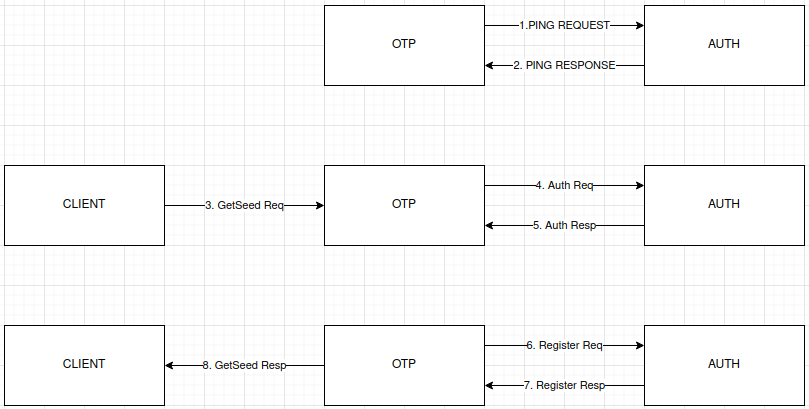 OTP
1.PING REQUEST
AUTH
2. PING RESPONSE
CLIENT
3. GetSeed Req
OTP
4. Auth Req
AUTH
5. Auth Resp
CLIENT
8. GetSeed Resp
OTP
6. Register Req
AUTH
7. Register Resp